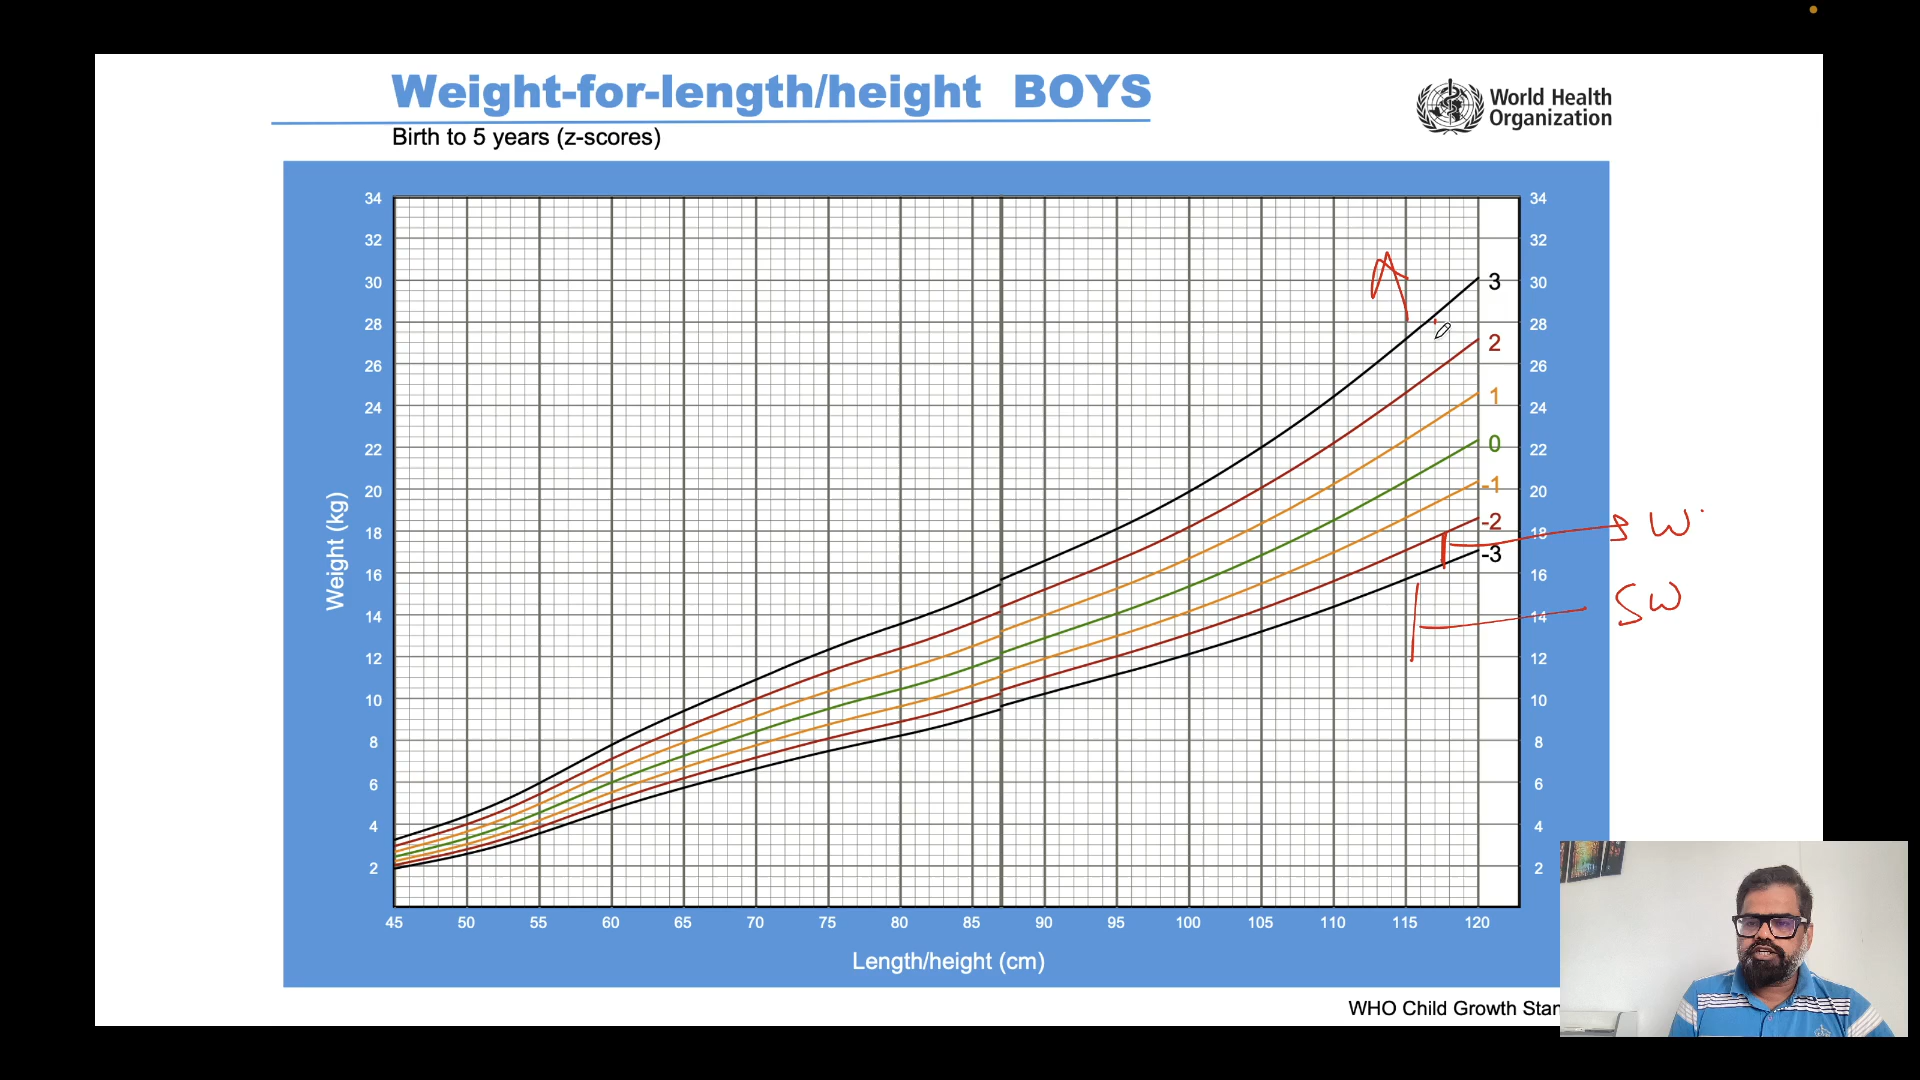 Weight-for-length/height BOYS
Birth to 5 years (z-scores)
World Health
Organization
34 34
32 32
30 3 30
28 28
2
26 26
1
24 24
0
22 22
-1
20 20
-2
18 18 W
-3
16 16
14 14 SW
12 12
10 10
8 8
6 6
4 4
2 2
Weight (kg)
45 50 55 60 65 70 75 80 85 90 95 100 105 110 115 120
Length/height (cm)
WHO Child Growth